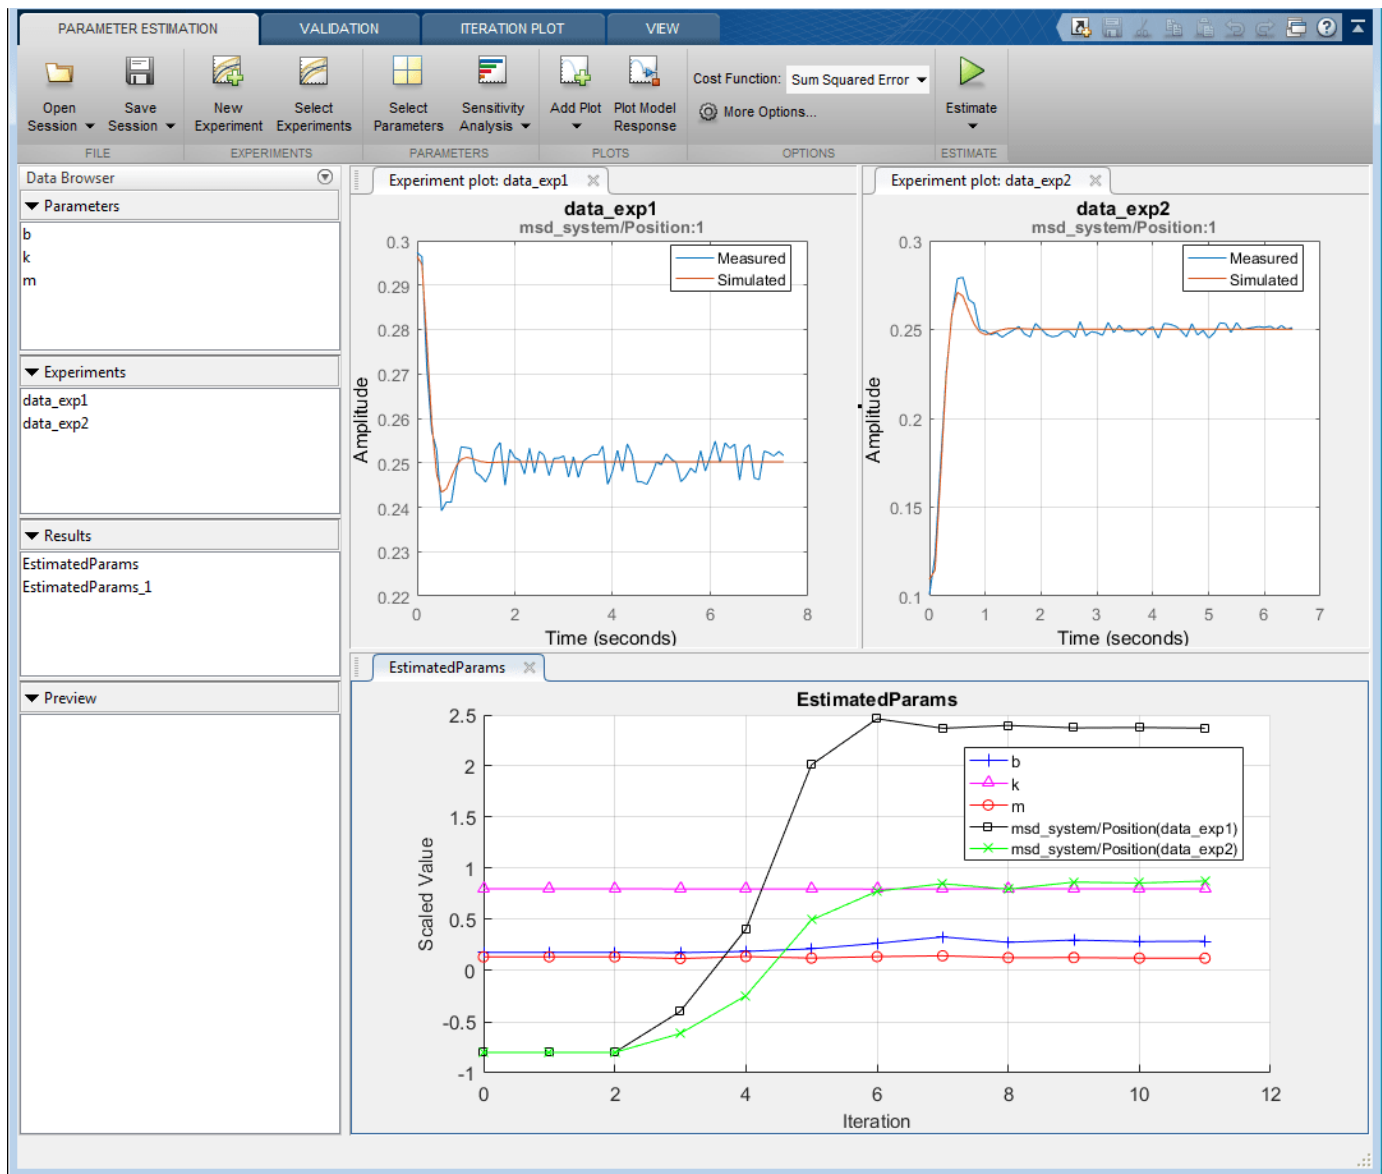 PARAMETER ESTIMATION VALIDATION ITERATION PLOT VIEW
Open Session Save Session New Experiment Select Experiments Select Parameters Sensitivity Analysis Add Plot Plot Model Response Cost Function: Sum Squared Error Estimate
More Options...
FILE EXPERIMENTS PARAMETERS PLOTS OPTIONS ESTIMATE
Data Browser
Parameters
b
k
m
Experiments
data_exp1
data_exp2
Results
EstimatedParams
EstimatedParams_1
Preview
Experiment plot: data_exp1
data_exp1
msd_system/Position:1
Measured
Simulated
0.3
0.29
0.28
0.27
0.26
0.25
0.24
0.23
0.22
Amplitude
0 2 4 6 8
Time (seconds)
Experiment plot: data_exp2
data_exp2
msd_system/Position:1
Measured
Simulated
0.3
0.25
0.2
0.15
0.1
Amplitude
0 1 2 3 4 5 6 7
Time (seconds)
EstimatedParams
EstimatedParams
2.5
2
1.5
1
0.5
0
-0.5
-1
Scaled Value
b
k
m
msd_system/Position(data_exp1)
msd_system/Position(data_exp2)
0 2 4 6 8 10 12
Iteration